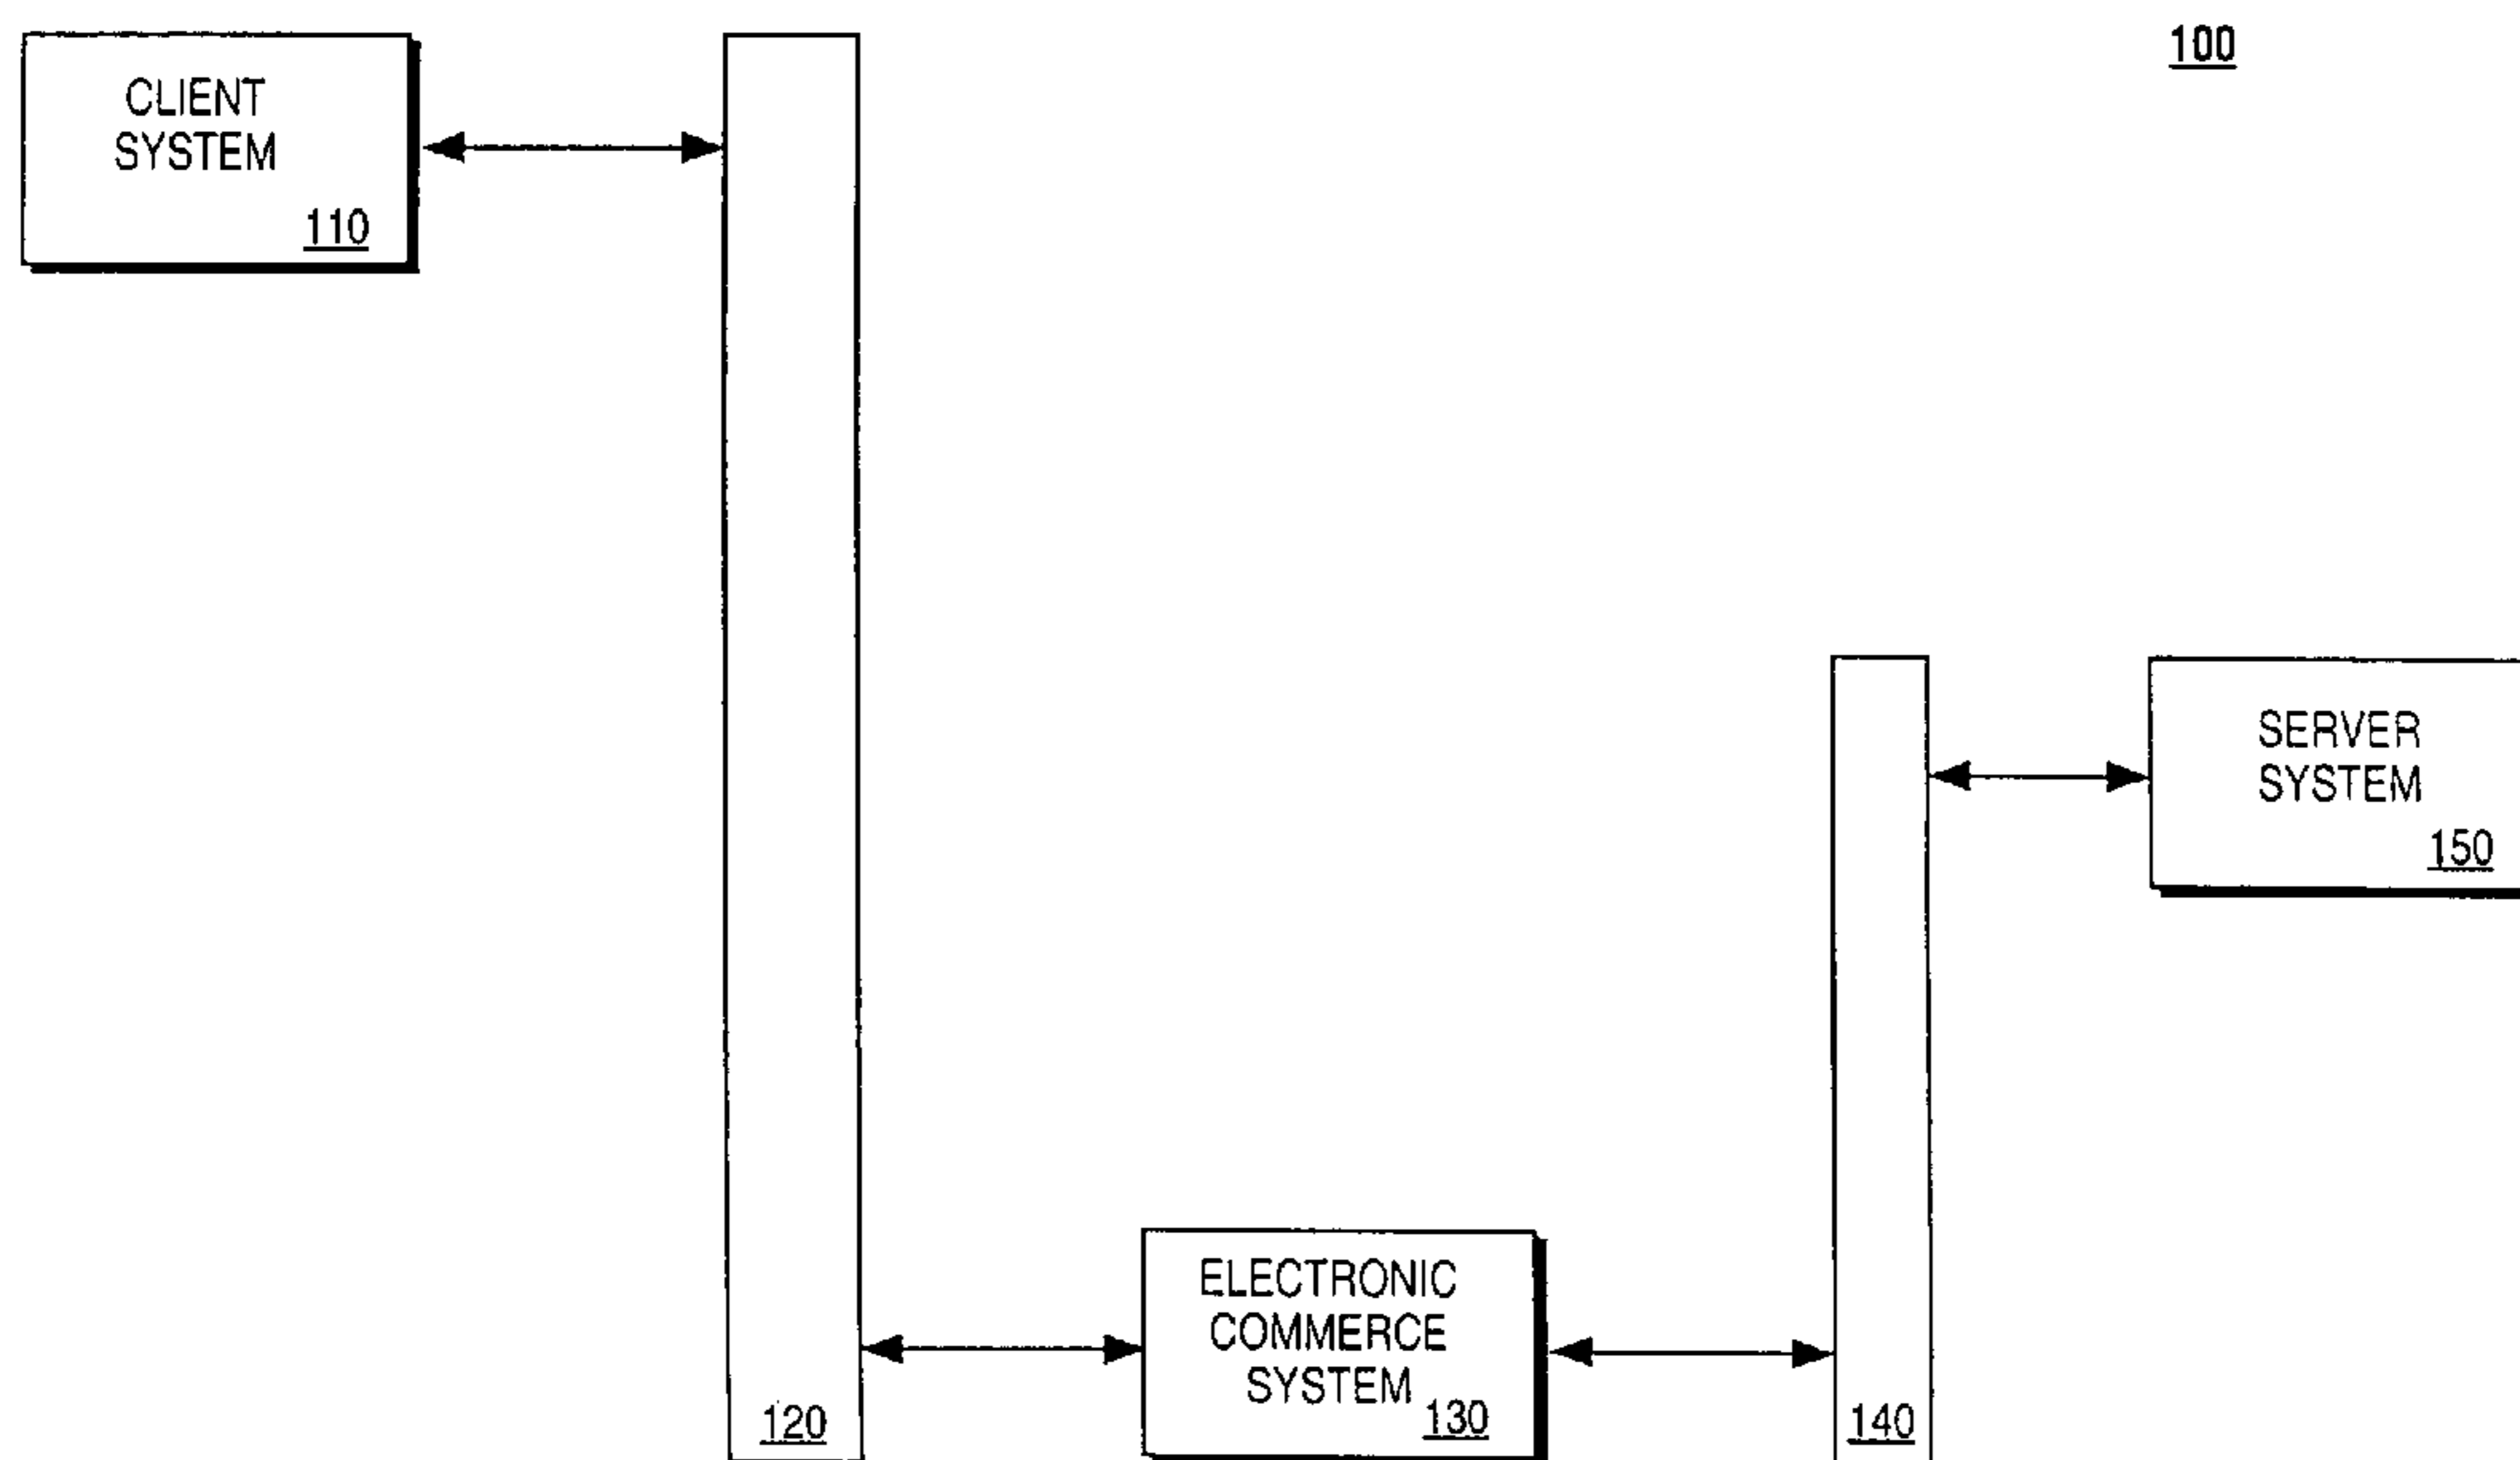 100
CLIENT
SYSTEM
110
SERVER
SYSTEM
150
ELECTRONIC
COMMERCE
SYSTEM
130
120
140